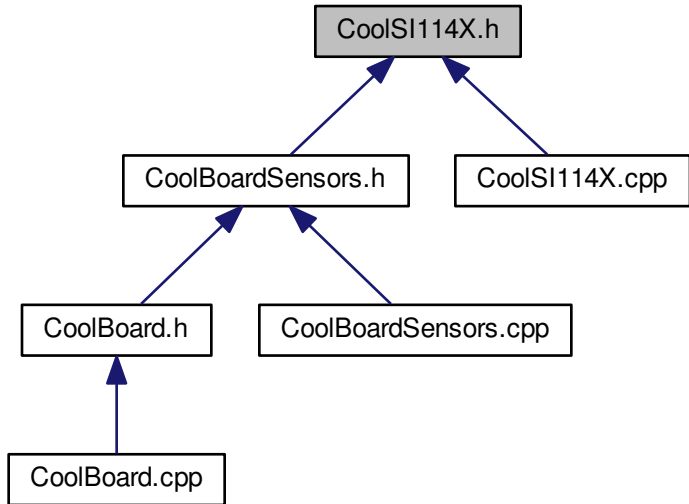 CoolSI114X.h
CoolBoardSensors.h
CoolSI114X.cpp
CoolBoard.h
CoolBoardSensors.cpp
CoolBoard.cpp